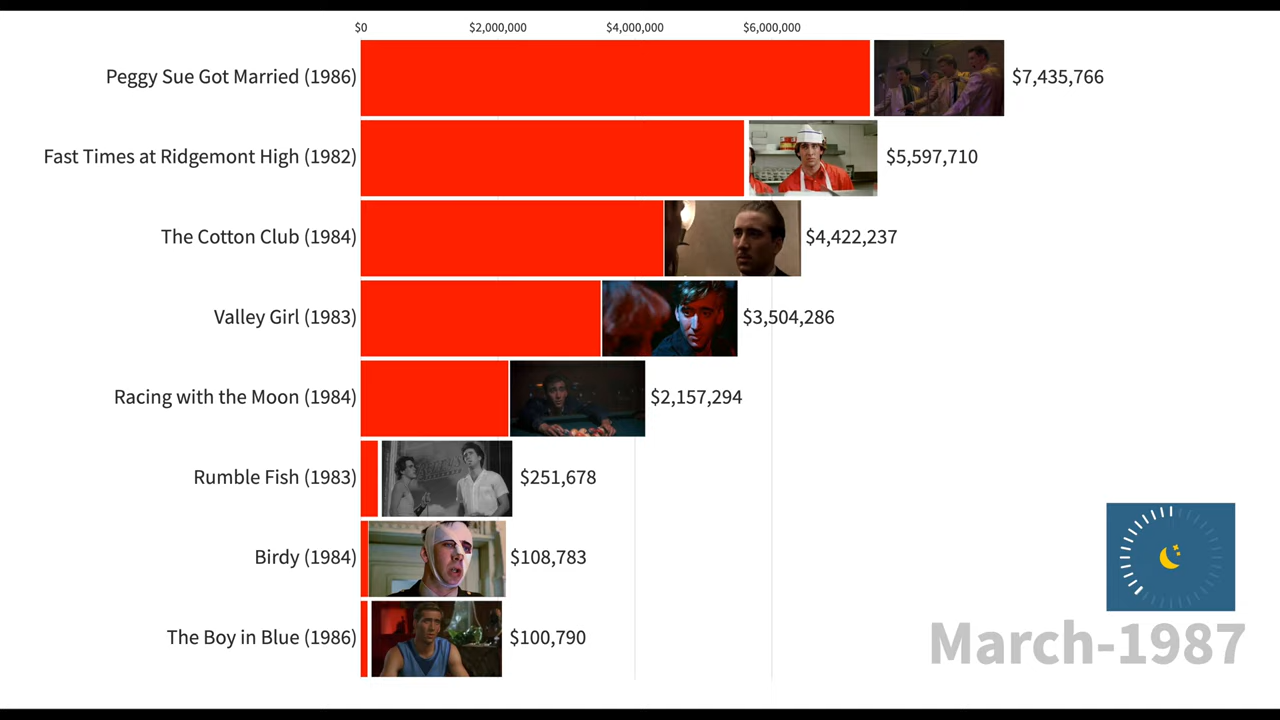 $0 $2,000,000 $4,000,000 $6,000,000
Peggy Sue Got Married (1986) $7,435,766
Fast Times at Ridgemont High (1982) $5,597,710
The Cotton Club (1984) $4,422,237
Valley Girl (1983) $3,504,286
Racing with the Moon (1984) $2,157,294
Rumble Fish (1983) $251,678
Birdy (1984) $108,783
The Boy in Blue (1986) $100,790
March-1987